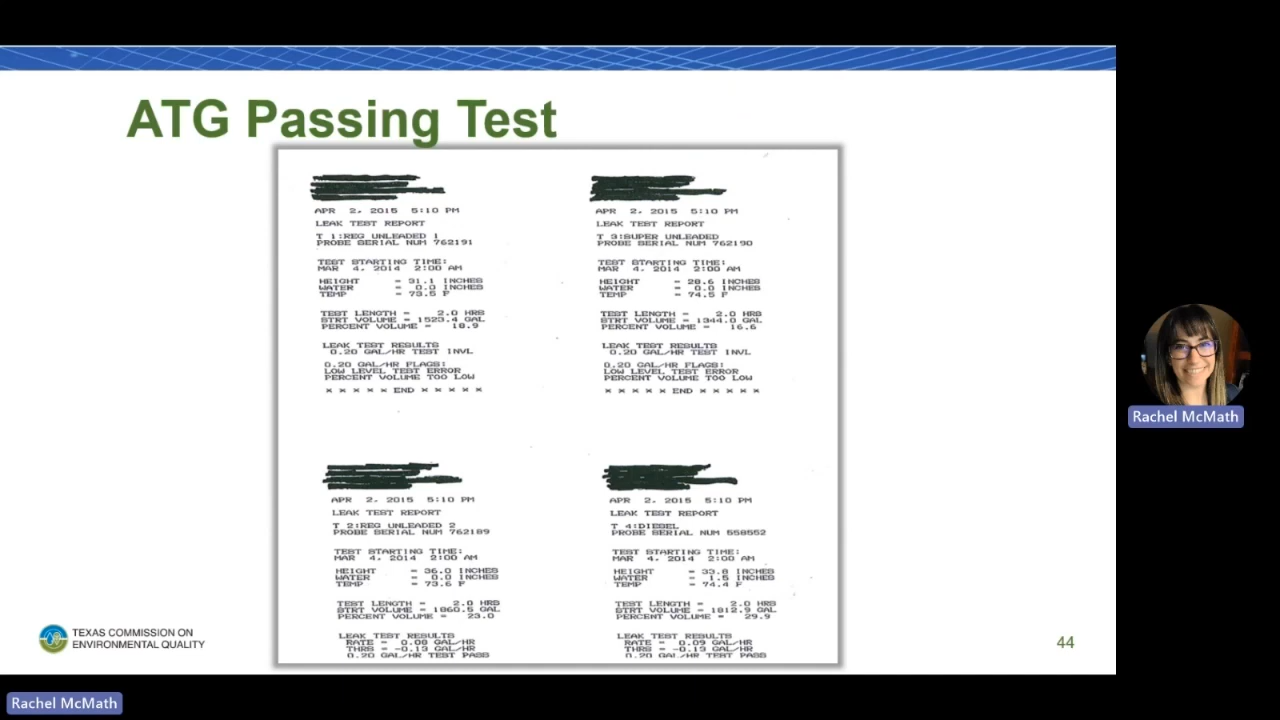 ATG Passing Test
APR 2, 2015 5:10 PM
LEAK TEST REPORT
T 1:REG UNLEADED 1
PROBE SERIAL NUM 762191
TEST STARTING TIME:
MAR 4, 2014 2:00 AM
HEIGHT = 31.1 INCHES
WATER = 0.0 INCHES
TEMP = 73.5 F
TEST LENGTH = 2.0 HRS
STRT VOLUME = 1523.4 GAL
PERCENT VOLUME = 18.9
LEAK TEST RESULTS
0.20 GAL/HR TEST INVL
0.20 GAL/HR FLAGS:
LOW LEVEL TEST ERROR
PERCENT VOLUME TOO LOW
* * * * * END * * * * *
APR 2, 2015 5:10 PM
LEAK TEST REPORT
T 3:SUPER UNLEADED
PROBE SERIAL NUM 762190
TEST STARTING TIME:
MAR 4, 2014 2:00 AM
HEIGHT = 28.6 INCHES
WATER = 0.0 INCHES
TEMP = 74.5 F
TEST LENGTH = 2.0 HRS
STRT VOLUME = 1344.0 GAL
PERCENT VOLUME = 16.6
LEAK TEST RESULTS
0.20 GAL/HR TEST INVL
0.20 GAL/HR FLAGS:
LOW LEVEL TEST ERROR
PERCENT VOLUME TOO LOW
* * * * * END * * * * *
APR 2, 2015 5:10 PM
LEAK TEST REPORT
T 2:REG UNLEADED 2
PROBE SERIAL NUM 762189
TEST STARTING TIME:
MAR 4, 2014 2:00 AM
HEIGHT = 36.0 INCHES
WATER = 0.0 INCHES
TEMP = 73.6 F
TEST LENGTH = 2.0 HRS
STRT VOLUME = 1860.5 GAL
PERCENT VOLUME = 23.0
LEAK TEST RESULTS
RATE = 0.08 GAL/HR
THRS = -0.13 GAL/HR
0.20 GAL/HR TEST PASS
APR 2, 2015 5:10 PM
LEAK TEST REPORT
T 4:DIESEL
PROBE SERIAL NUM 558552
TEST STARTING TIME:
MAR 4, 2014 2:00 AM
HEIGHT = 33.8 INCHES
WATER = 1.5 INCHES
TEMP = 74.4 F
TEST LENGTH = 2.0 HRS
STRT VOLUME = 1812.9 GAL
PERCENT VOLUME = 29.9
LEAK TEST RESULTS
RATE = 0.09 GAL/HR
THRS = -0.13 GAL/HR
0.20 GAL/HR TEST PASS
TEXAS COMMISSION ON
ENVIRONMENTAL QUALITY
44
Rachel McMath
Rachel McMath